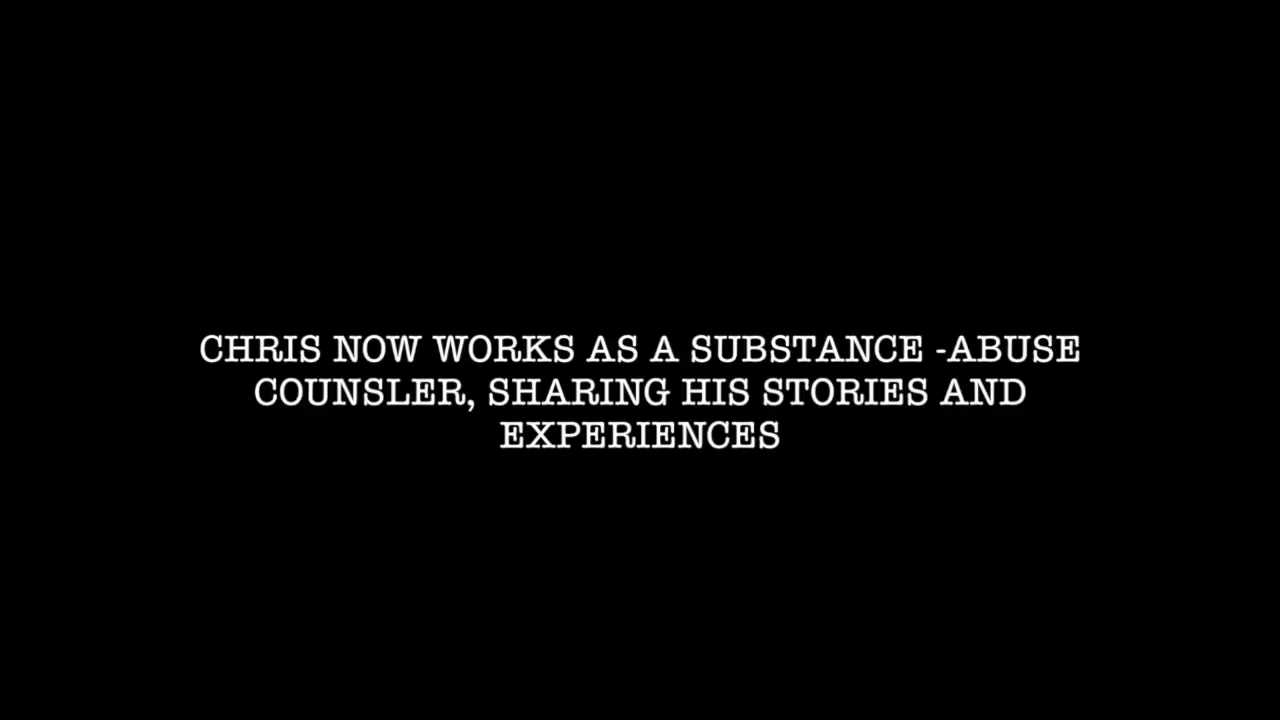 CHRIS NOW WORKS AS A SUBSTANCE -ABUSE
COUNSLER, SHARING HIS STORIES AND
EXPERIENCES